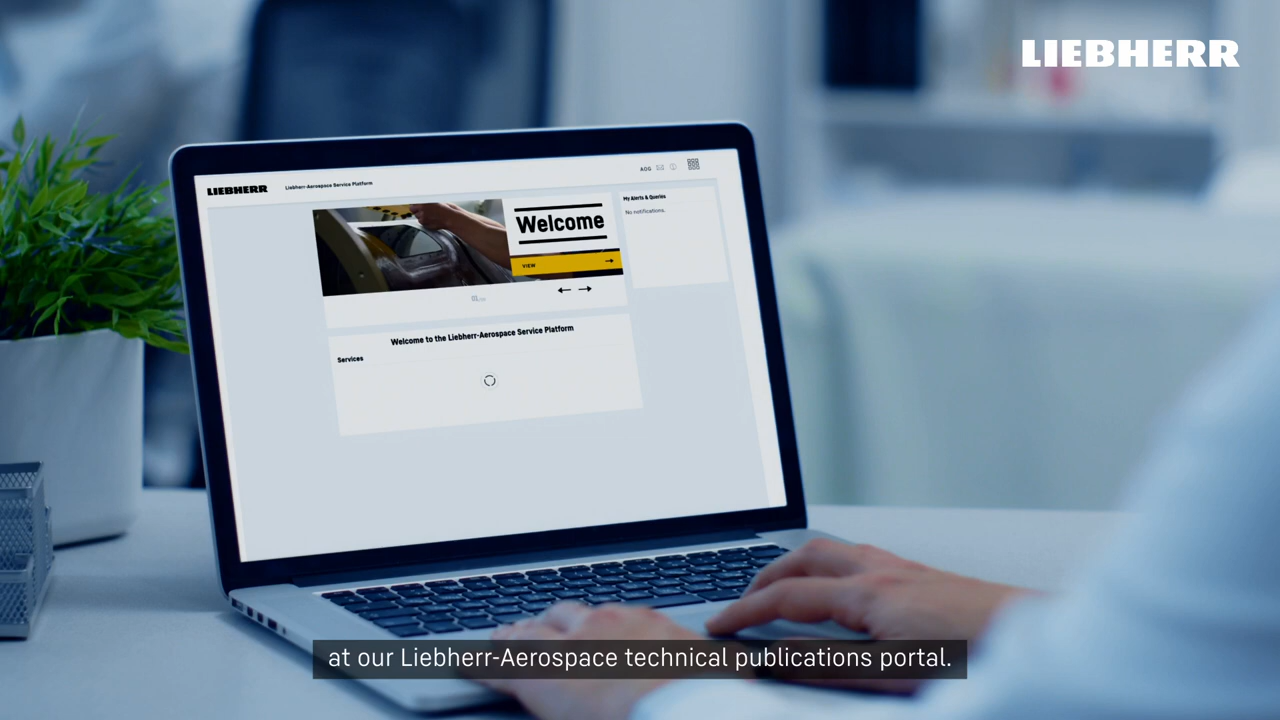 LIEBHERR
LIEBHERR
Liebherr-Aerospace Service Platform
AOG
Welcome
VIEW
My Alerts & Queries
No notifications.
Welcome to the Liebherr-Aerospace Service Platform
Services
at our Liebherr-Aerospace technical publications portal.